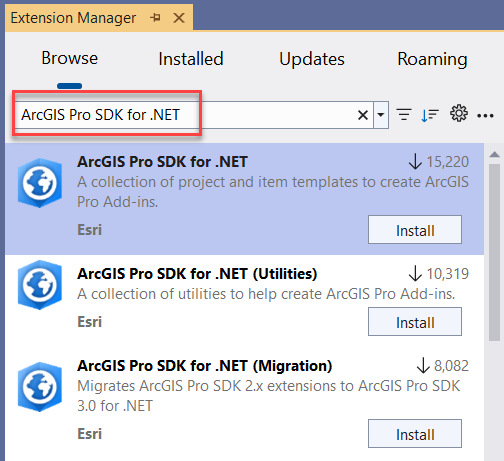 Extension Manager
Browse Installed Updates Roaming
ArcGIS Pro SDK for .NET
ArcGIS Pro SDK for .NET 15,220
A collection of project and item templates to create ArcGIS
Pro Add-ins.
Esri Install
ArcGIS Pro SDK for .NET (Utilities) 10,319
A collection of utilities to help create ArcGIS Pro Add-ins.
Esri Install
ArcGIS Pro SDK for .NET (Migration) 8,082
Migrates ArcGIS Pro SDK 2.x extensions to ArcGIS Pro SDK
3.0 for .NET
Esri Install